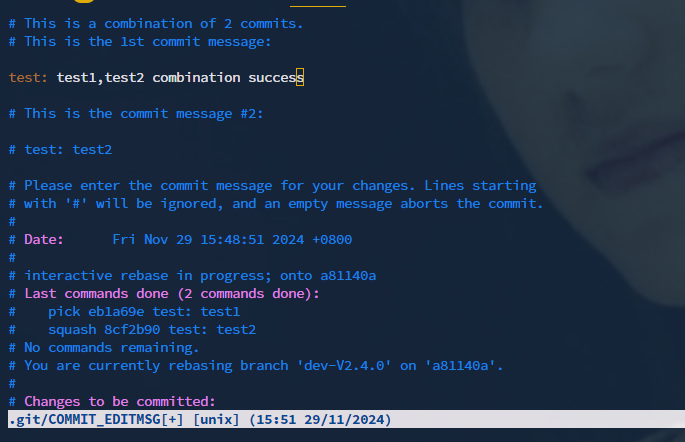 # This is a combination of 2 commits.
# This is the 1st commit message:
test: test1,test2 combination success
# This is the commit message #2:
# test: test2
# Please enter the commit message for your changes. Lines starting
# with '#' will be ignored, and an empty message aborts the commit.
#
# Date:      Fri Nov 29 15:48:51 2024 +0800
#
# interactive rebase in progress; onto a81140a
# Last commands done (2 commands done):
#    pick eb1a69e test: test1
#    squash 8cf2b90 test: test2
# No commands remaining.
# You are currently rebasing branch 'dev-V2.4.0' on 'a81140a'.
#
# Changes to be committed:
.git/COMMIT_EDITMSG[+] [unix] (15:51 29/11/2024)